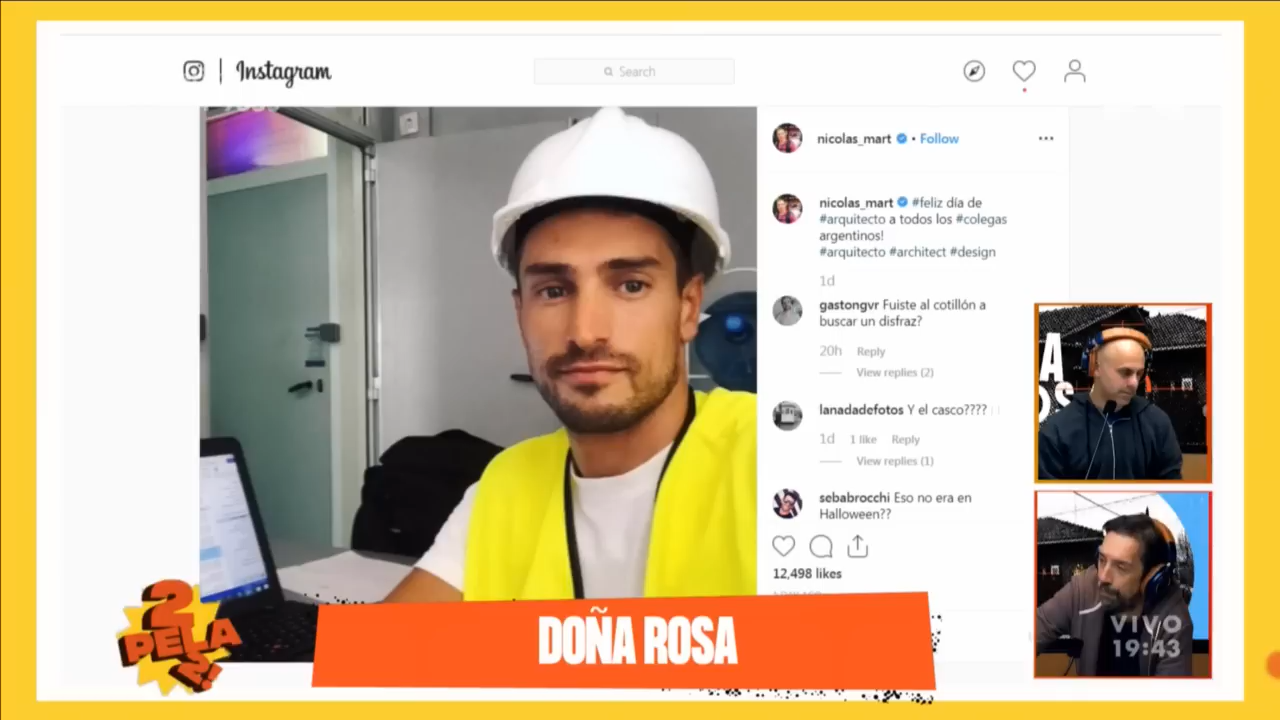 Instagram
Search
nicolas_mart • Follow
nicolas_mart #feliz día de
#arquitecto a todos los #colegas
argentinos!
#arquitecto #architect #design
1d
gastongvr Fuiste al cotillón a
buscar un disfraz?
20h Reply
View replies (2)
lanadadefotos Y el casco????
1d 1 like Reply
View replies (1)
sebabrocchi Eso no era en
Halloween??
12,498 likes
2
PELA
2!
DOÑA ROSA
VIVO
19:43